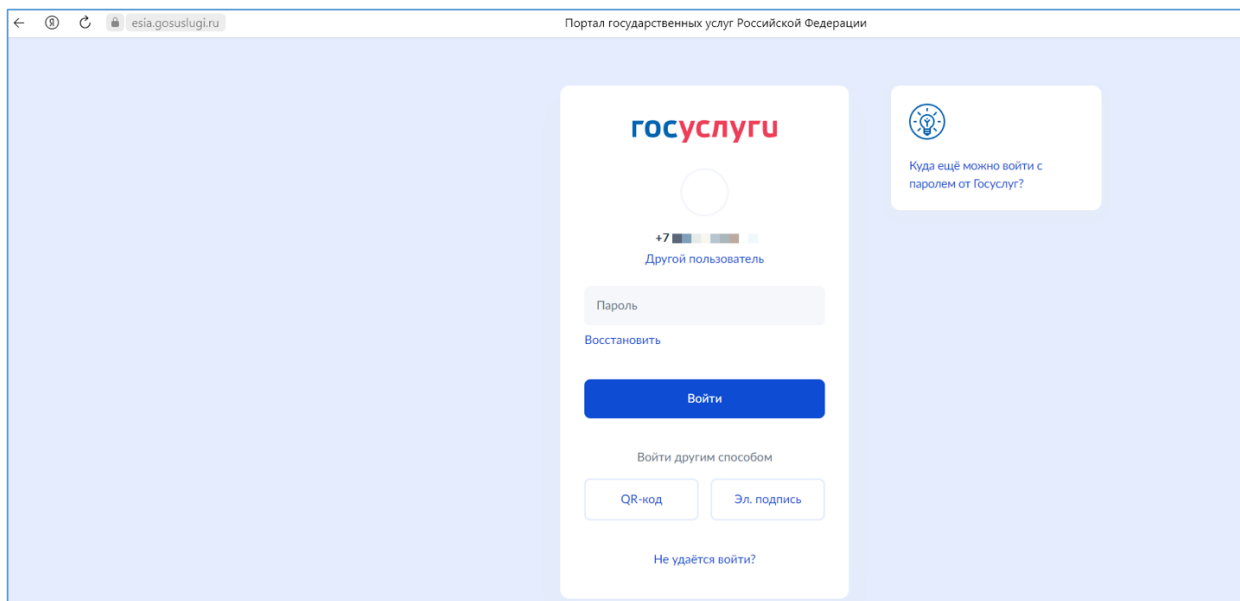 esia.gosuslugi.ru
Портал государственных услуг Российской Федерации
госуслуги
+7
Другой пользователь
Пароль
Восстановить
Войти
Войти другим способом
QR-код
Эл. подпись
Не удаётся войти?
Куда ещё можно войти с
паролем от Госуслуг?